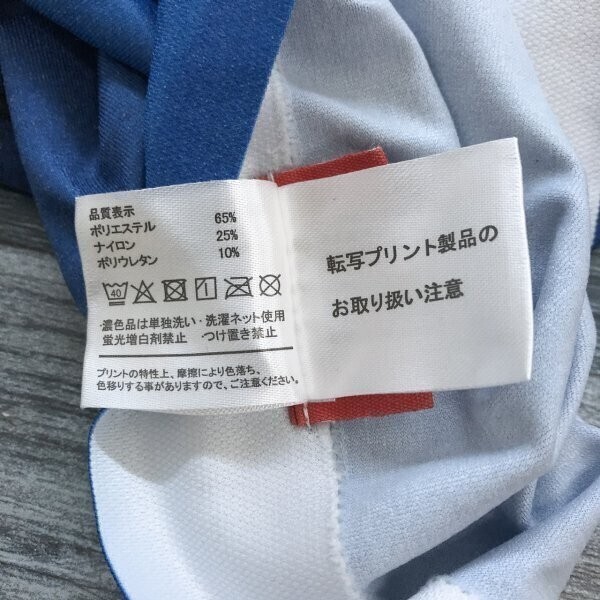 品質表示
ポリエステル 65%
ナイロン 25%
ポリウレタン 10%
40
・濃色品は単独洗い・洗濯ネット使用
蛍光増白剤禁止 つけ置き禁止
プリントの特性上、摩擦により色落ち、
色移りする事がありますので、ご注意ください。
転写プリント製品の
お取り扱い注意